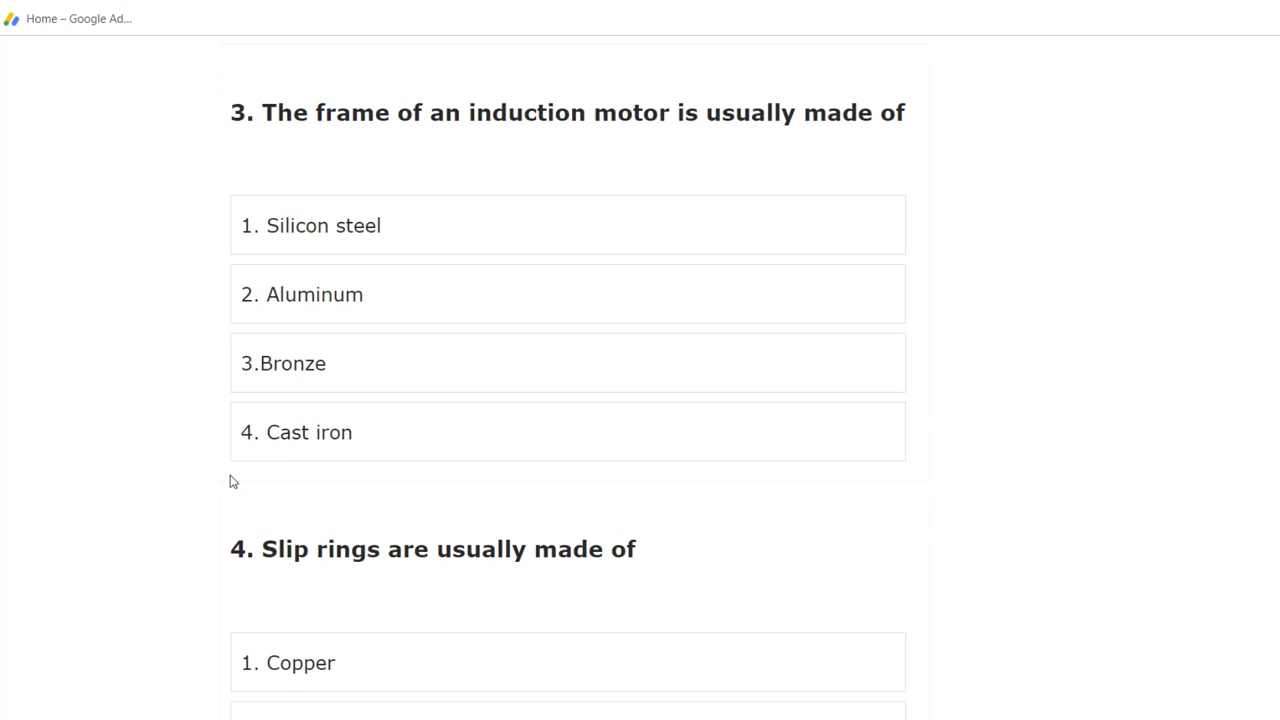 Home – Google Ad...
3. The frame of an induction motor is usually made of
1. Silicon steel
2. Aluminum
3.Bronze
4. Cast iron
4. Slip rings are usually made of
1. Copper